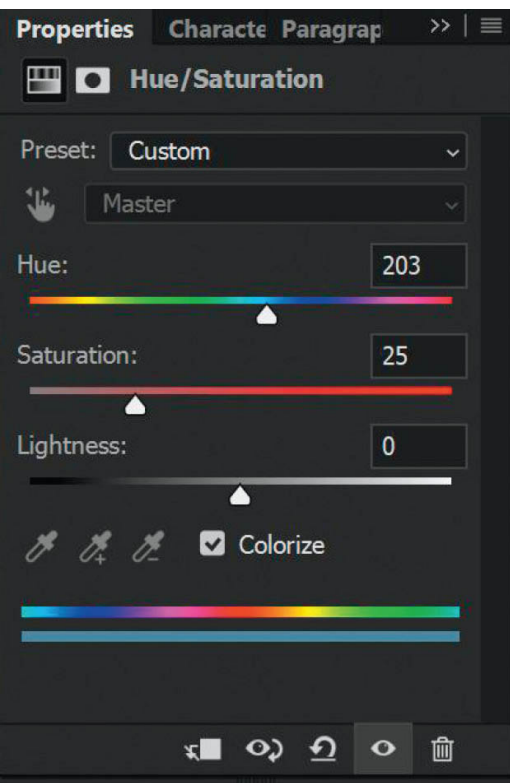 Properties Characte Paragrap
Hue/Saturation
Preset: Custom
Master
Hue: 203
Saturation: 25
Lightness: 0
Colorize